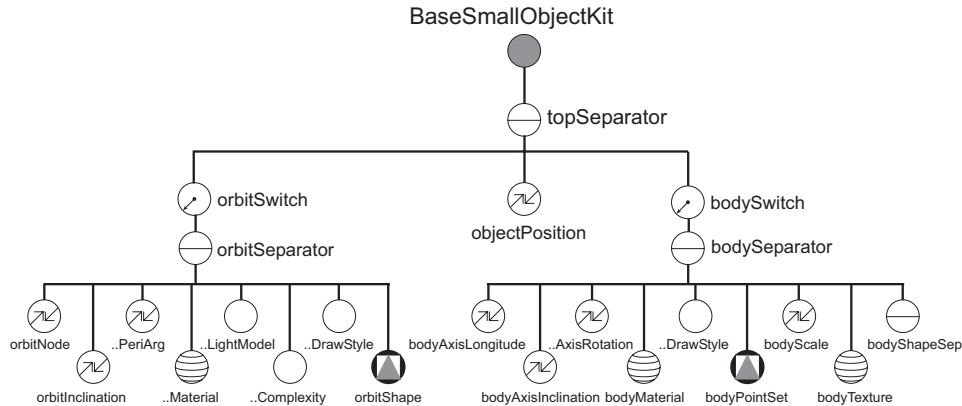 BaseSmallObjectKit
topSeparator
orbitSwitch
objectPosition
bodySwitch
orbitSeparator
bodySeparator
orbitNode
..PeriArg
..LightModel
..DrawStyle
bodyAxisLongitude
..AxisRotation
..DrawStyle
bodyScale
bodyShapeSep
orbitInclination
..Material
..Complexity
orbitShape
bodyAxisInclination
bodyMaterial
bodyPointSet
bodyTexture